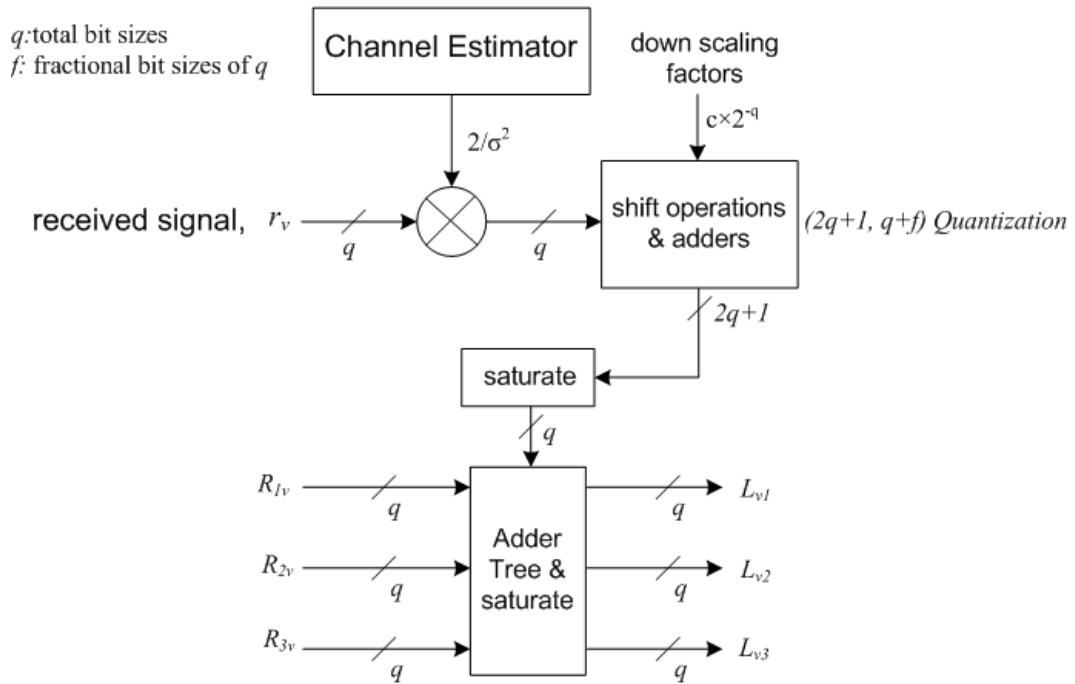 q:total bit sizes
f: fractional bit sizes of q
Channel Estimator
down scaling
factors
2/σ²
c×2⁻q
received signal, rᵥ
q
q
shift operations
& adders
(2q+1, q+f) Quantization
2q+1
saturate
q
R₁ᵥ
q
q
Lᵥ₁
Adder
Tree &
saturate
R₂ᵥ
q
q
Lᵥ₂
R₃ᵥ
q
q
Lᵥ₃